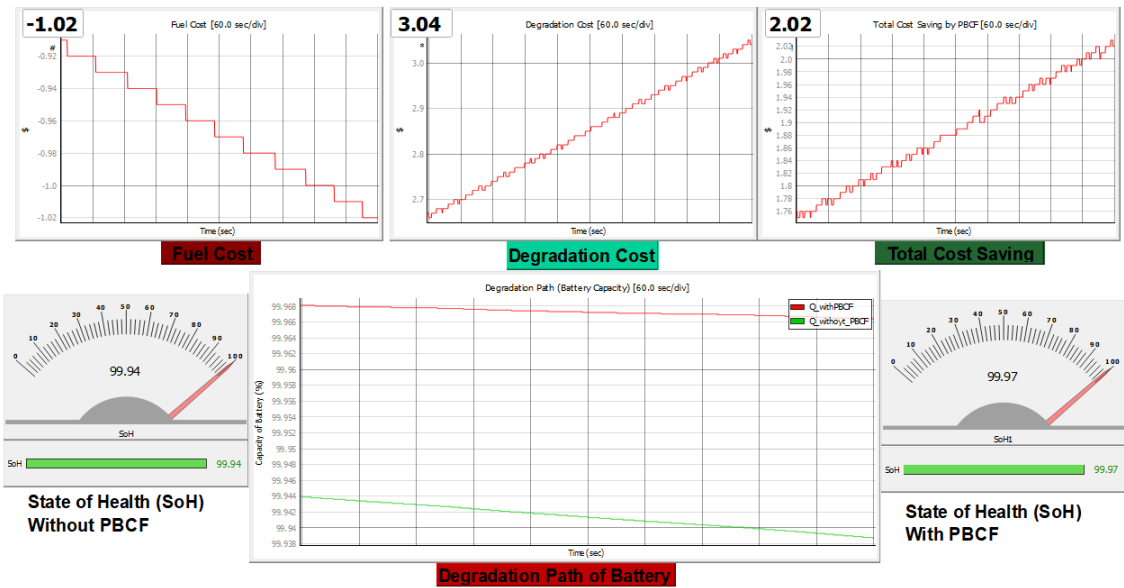 -1.02
Fuel Cost [60.0 sec/div]
#
-0.92
-0.94
-0.96
-0.98
-1.0
-1.02
$
Time (sec)
Fuel Cost
3.04
Degradation Cost [60.0 sec/div]
*
3.0
2.9
2.8
2.7
$
Time (sec)
Degradation Cost
2.02
Total Cost Saving by PBCF [60.0 sec/div]
2.02
2.0
1.98
1.96
1.94
1.92
1.9
1.88
1.86
1.84
1.82
1.8
1.78
1.76
$
Time (sec)
Total Cost Saving
0 10 20 30 40 50 60 70 80 90 100
99.94
SoH
SoH 99.94
State of Health (SoH)
Without PBCF
Degradation Path (Battery Capacity) [60.0 sec/div]
Q_withPBCF
Q_withoyt_PBCF
99.968
99.966
99.964
99.962
99.96
99.958
99.956
99.954
99.952
99.95
99.948
99.946
99.944
99.942
99.94
99.938
Capacity of Battery (%)
Time (sec)
Degradation Path of Battery
0 10 20 30 40 50 60 70 80 90 100
99.97
SoH1
SoH 99.97
State of Health (SoH)
With PBCF